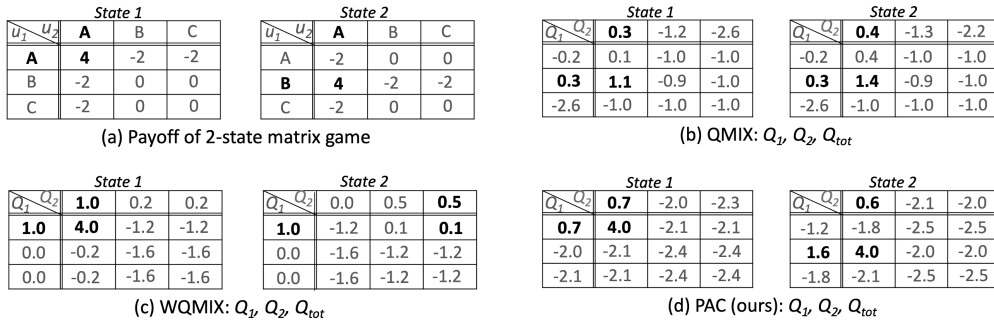 State 1
u1 u2 A B C
A 4 -2 -2
B -2 0 0
C -2 0 0
State 2
u1 u2 A B C
A -2 0 0
B 4 -2 -2
C -2 0 0
(a) Payoff of 2-state matrix game
State 1
Q1 Q2 0.3 -1.2 -2.6
-0.2 0.1 -1.0 -1.0
0.3 1.1 -0.9 -1.0
-2.6 -1.0 -1.0 -1.0
State 2
Q1 Q2 0.4 -1.3 -2.2
-0.2 0.4 -1.0 -1.0
0.3 1.4 -0.9 -1.0
-2.6 -1.0 -1.0 -1.0
(b) QMIX: Q1, Q2, Qtot
State 1
Q1 Q2 1.0 0.2 0.2
1.0 4.0 -1.2 -1.2
0.0 -0.2 -1.6 -1.6
0.0 -0.2 -1.6 -1.6
State 2
Q1 Q2 0.0 0.5 0.5
1.0 -1.2 0.1 0.1
0.0 -1.6 -1.2 -1.2
0.0 -1.6 -1.2 -1.2
(c) WQMIX: Q1, Q2, Qtot
State 1
Q1 Q2 0.7 -2.0 -2.3
0.7 4.0 -2.1 -2.1
-2.0 -2.1 -2.4 -2.4
-2.1 -2.1 -2.4 -2.4
State 2
Q1 Q2 0.6 -2.1 -2.0
-1.2 -1.8 -2.5 -2.5
1.6 4.0 -2.0 -2.0
-1.8 -2.1 -2.5 -2.5
(d) PAC (ours): Q1, Q2, Qtot